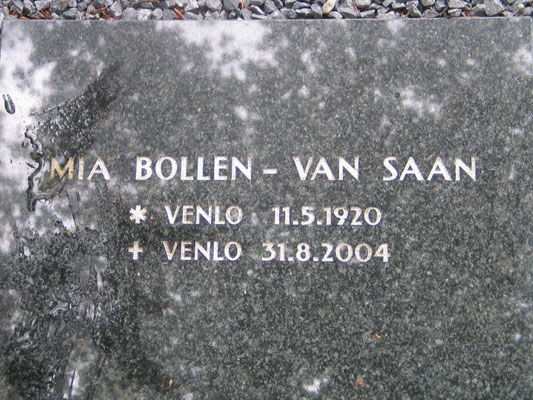 MIA BOLLEN - VAN SAAN
* VENLO 11.5.1920
+ VENLO 31.8.2004